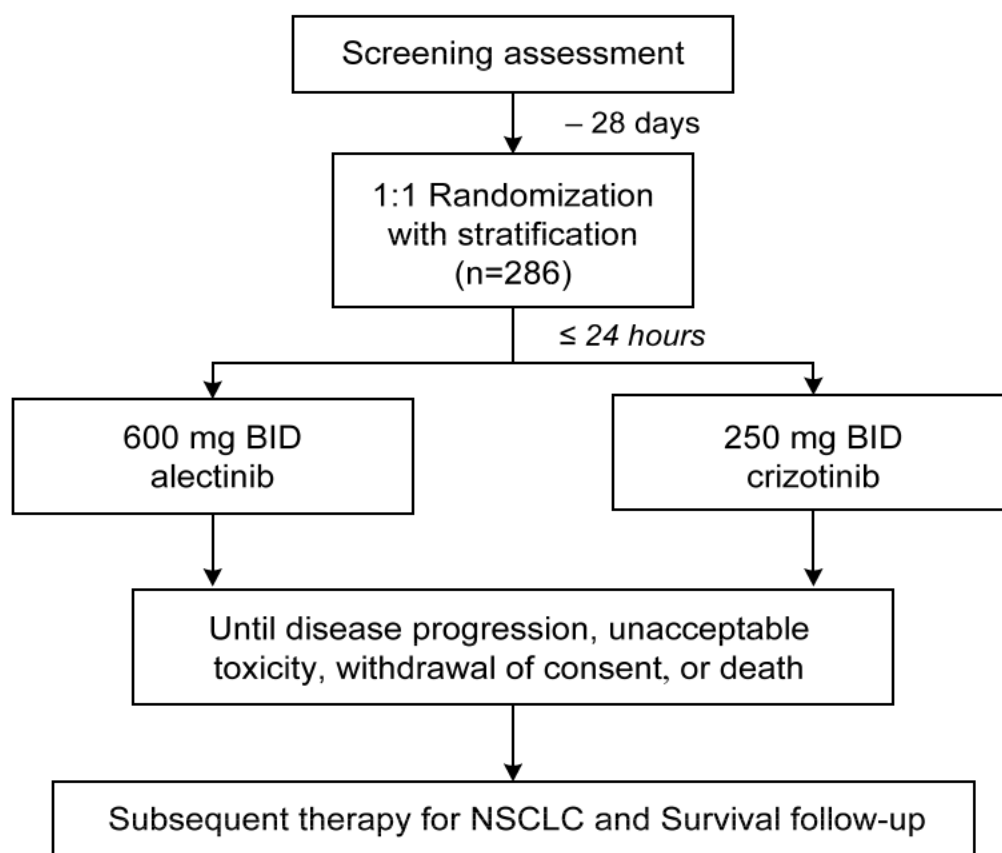 Screening assessment
– 28 days
1:1 Randomization
with stratification
(n=286)
≤ 24 hours
600 mg BID
alectinib
250 mg BID
crizotinib
Until disease progression, unacceptable
toxicity, withdrawal of consent, or death
Subsequent therapy for NSCLC and Survival follow-up